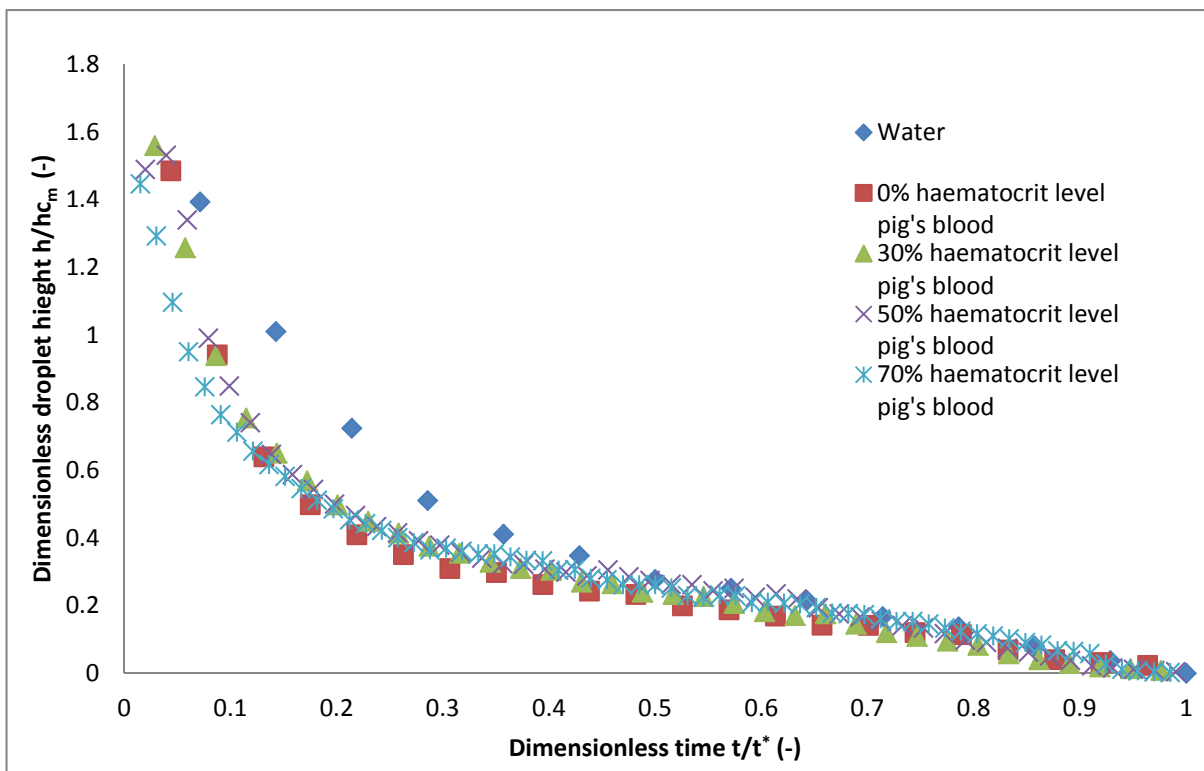 1.8
1.6
1.4
1.2
1
0.8
0.6
0.4
0.2
0
Dimensionless droplet hieght h/hcm (-)
Water
0% haematocrit level
pig's blood
30% haematocrit level
pig's blood
50% haematocrit level
pig's blood
70% haematocrit level
pig's blood
0 0.1 0.2 0.3 0.4 0.5 0.6 0.7 0.8 0.9 1
Dimensionless time t/t* (-)